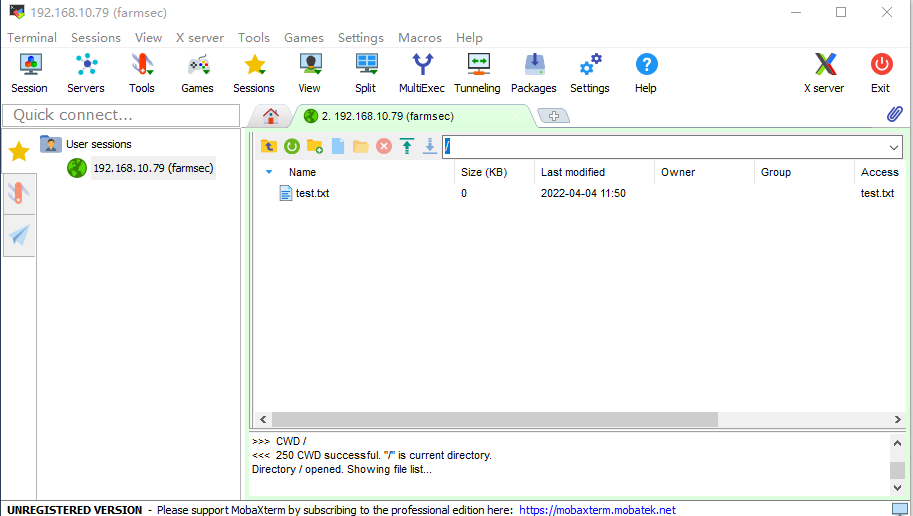 192.168.10.79 (farmsec)
Terminal Sessions View X server Tools Games Settings Macros Help
Session Servers Tools Games Sessions View Split MultiExec Tunneling Packages Settings Help X server Exit
Quick connect...
2. 192.168.10.79 (farmsec)
User sessions
192.168.10.79 (farmsec)
/
Name Size (KB) Last modified Owner Group Access
test.txt 0 2022-04-04 11:50 test.txt
>>> CWD /
<<< 250 CWD successful. "/" is current directory.
Directory / opened. Showing file list...
UNREGISTERED VERSION - Please support MobaXterm by subscribing to the professional edition here: https://mobaxterm.mobatek.net